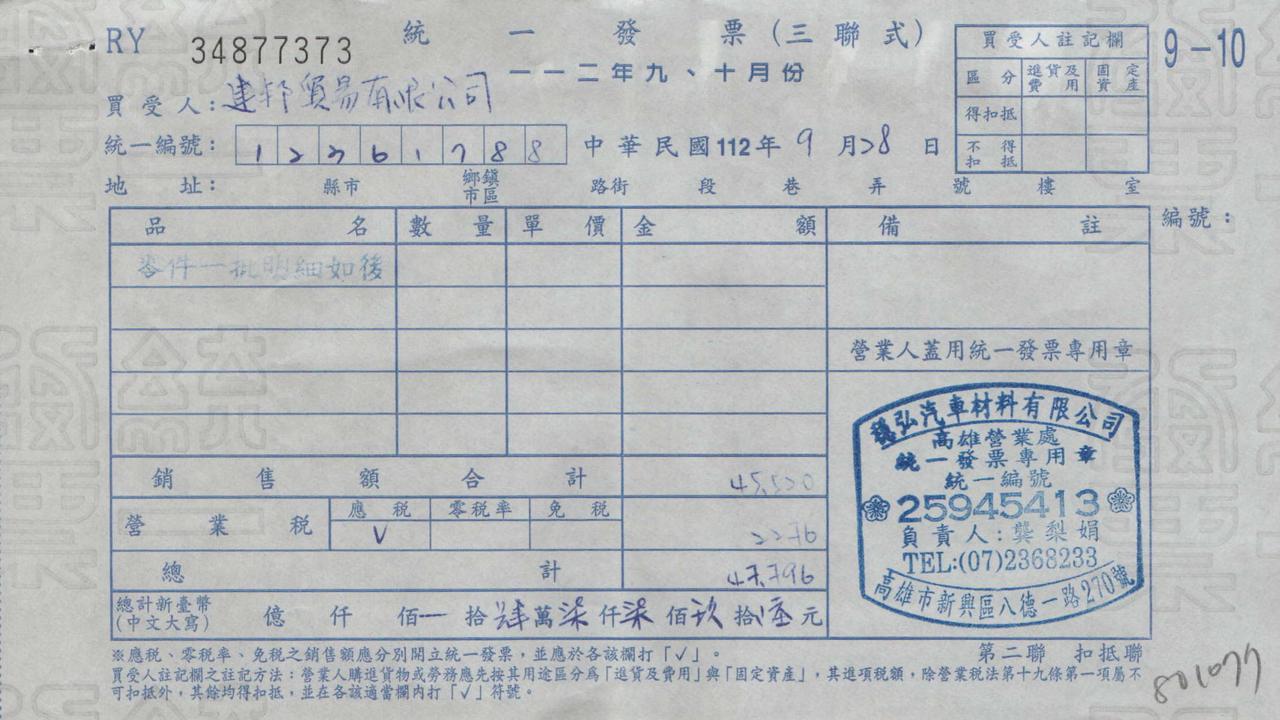 RY 34877373 統一發票(三聯式) 9-10
一一二年九、十月份
買受人註記欄
區分 進貨及費用 固定資產
得扣抵
不得扣抵
買受人:建邦貿易有限公司
統一編號: 12361788 中華民國112年9月28日
地址: 縣市 鄉鎮市區 路街 段 巷 弄 號 樓 室
品名 數量 單價 金額 備註 編號:
零件一批明細如後
營業人蓋用統一發票專用章
銷售額合計 45,520
營業稅 應稅 零稅率 免稅
V 2276
總計 47,796
總計新臺幣(中文大寫) 億 仟 佰一拾肆萬柒仟柒佰玖拾 元
穩弘汽車材料有限公司
高雄營業處
統一發票專用章
統一編號
25945413
負責人:龔梨娟
TEL:(07)2368233
高雄市新興區八德一路270號
※應稅、零稅率、免稅之銷售額應分別開立統一發票,並應於各該欄打「√」。 第二聯 扣抵聯
買受人註記欄之註記方法:營業人購進貨物或勞務應先按其用途區分為「進貨及費用」與「固定資產」,其進項稅額,除營業稅法第十九條第一項屬不
可扣抵外,其餘均得扣抵,並在各該適當欄內打「√」符號。
801077